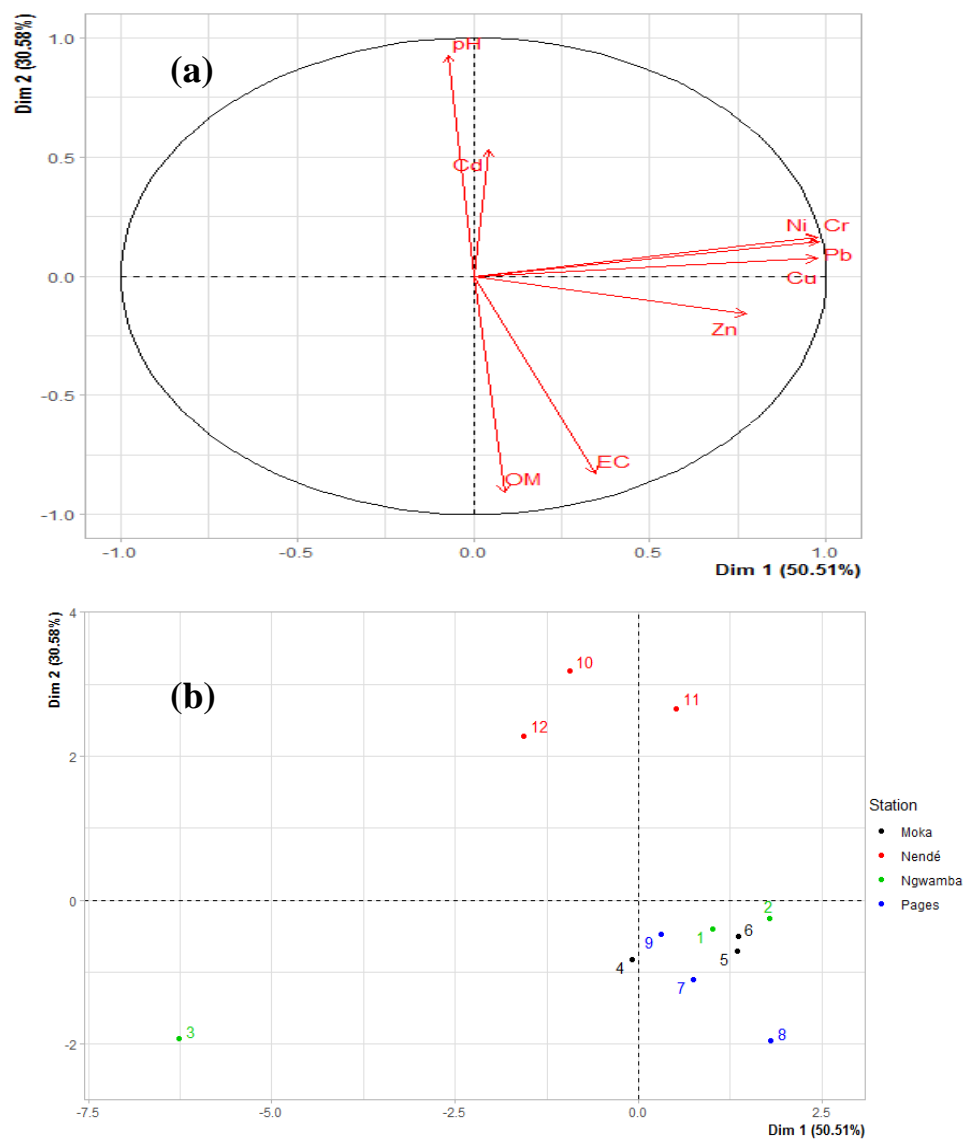 Dim 2 (30.58%)
(a)
1.0
0.5
0.0
-0.5
-1.0
pH
Cd
Ni Cr
Pb
Cu
Zn
EC
OM
-1.0 -0.5 0.0 0.5 1.0
Dim 1 (50.51%)
Dim 2 (30.58%)
(b)
4
2
0
-2
10
11
12
2
1
6
5
9
4
7
8
3
Station
Moka
Nendé
Ngwamba
Pages
-7.5 -5.0 -2.5 0.0 2.5
Dim 1 (50.51%)